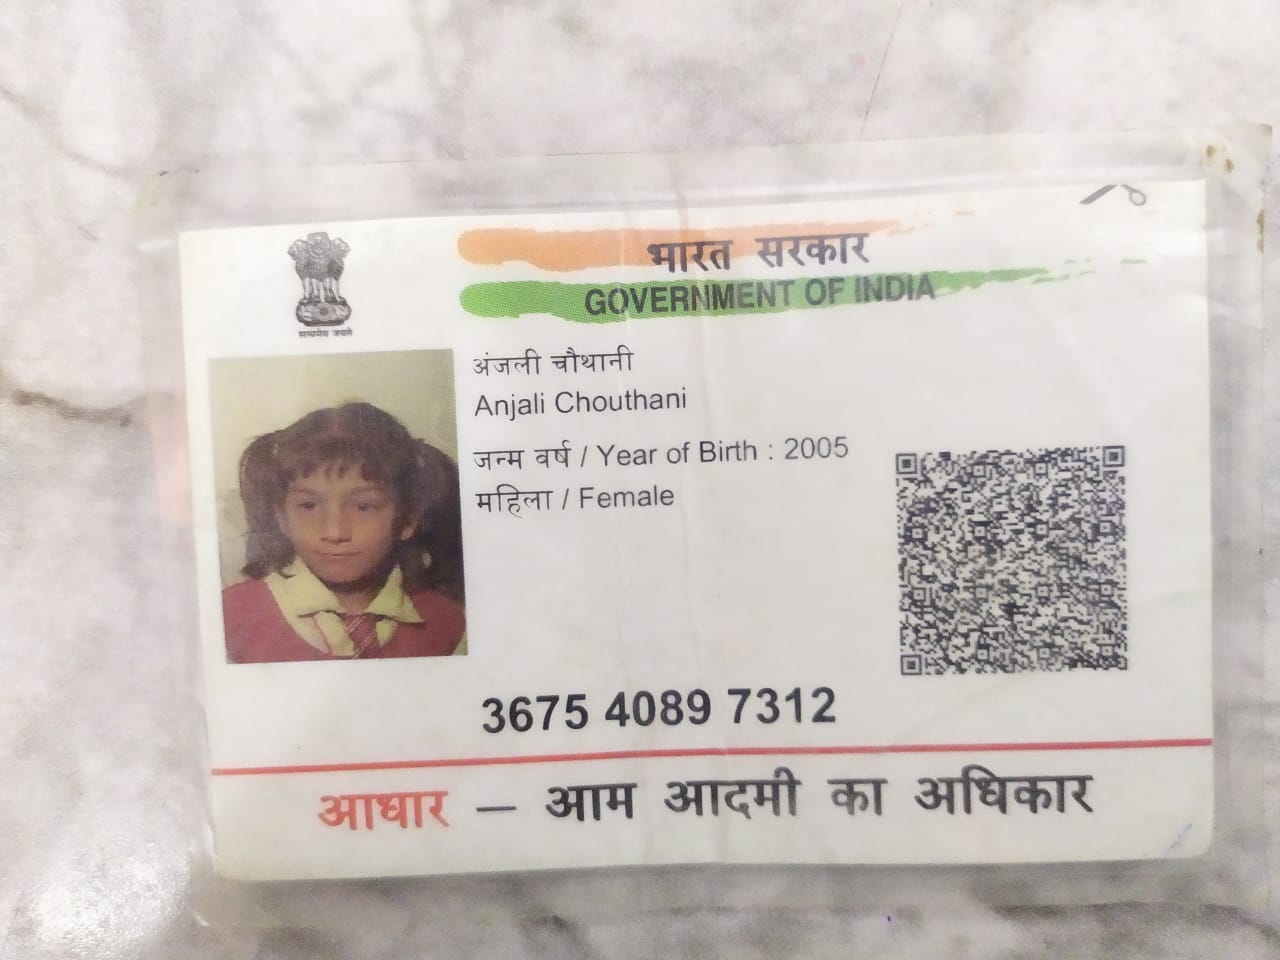 भारत सरकार
GOVERNMENT OF INDIA
सत्यमेव जयते
अंजली चौथानी
Anjali Chouthani
जन्म वर्ष / Year of Birth : 2005
महिला / Female
3675 4089 7312
आधार – आम आदमी का अधिकार